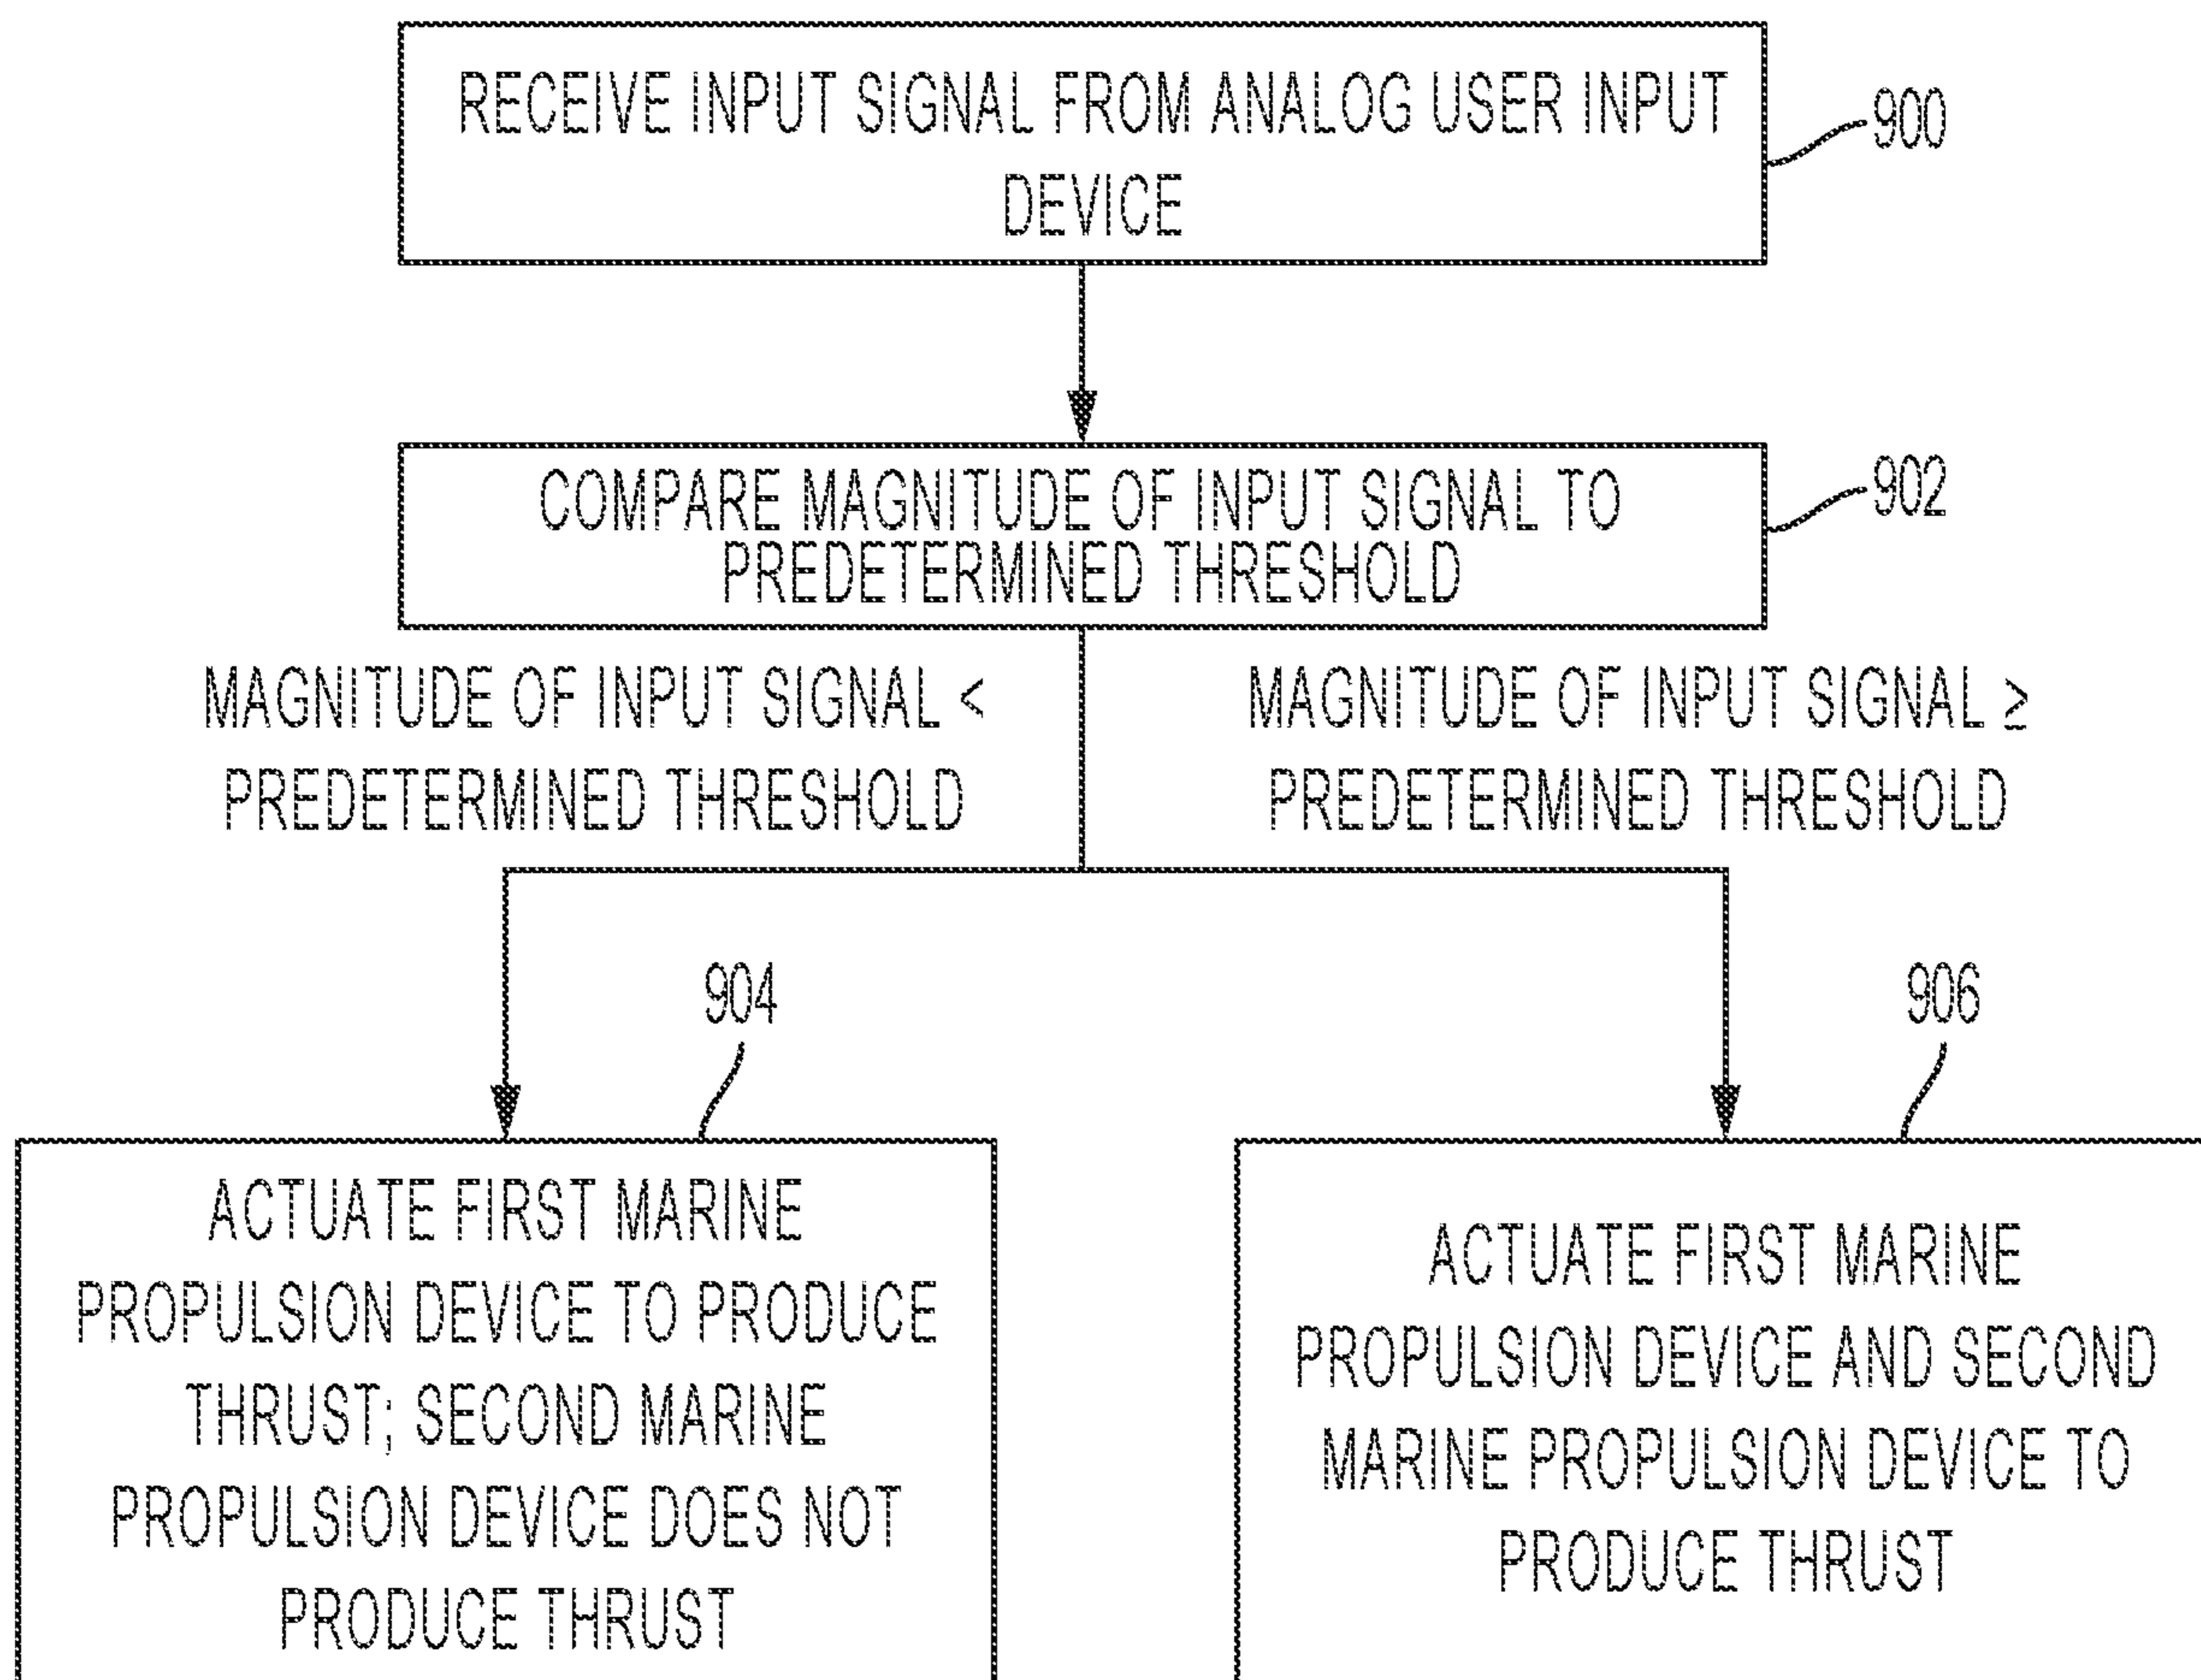 RECEIVE INPUT SIGNAL FROM ANALOG USER INPUT
DEVICE
900
COMPARE MAGNITUDE OF INPUT SIGNAL TO
PREDETERMINED THRESHOLD
902
MAGNITUDE OF INPUT SIGNAL <
PREDETERMINED THRESHOLD
MAGNITUDE OF INPUT SIGNAL ≥
PREDETERMINED THRESHOLD
904
906
ACTUATE FIRST MARINE
PROPULSION DEVICE TO PRODUCE
THRUST; SECOND MARINE
PROPULSION DEVICE DOES NOT
PRODUCE THRUST
ACTUATE FIRST MARINE
PROPULSION DEVICE AND SECOND
MARINE PROPULSION DEVICE TO
PRODUCE THRUST